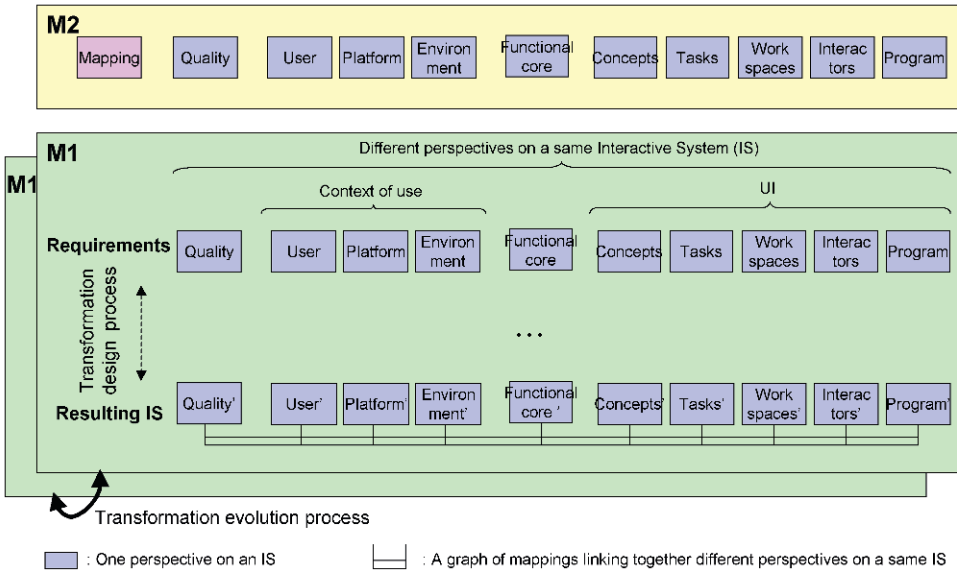 M2
Mapping Quality User Platform Environ ment Functional core Concepts Tasks Work spaces Interac tors Program
M1
M1
Different perspectives on a same Interactive System (IS)
Context of use
UI
Requirements
Quality User Platform Environ ment Functional core Concepts Tasks Work spaces Interac tors Program
Transformation
design process
...
Resulting IS
Quality' User' Platform' Environ ment' Functional core ' Concepts' Tasks' Work spaces' Interac tors' Program'
Transformation evolution process
: One perspective on an IS
: A graph of mappings linking together different perspectives on a same IS